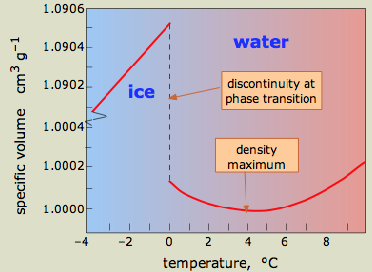 1.0906
1.0904
1.0902
1.0004
1.0002
1.0000
specific volume cm³ g⁻¹
water
ice
discontinuity at
phase transition
density
maximum
−4 −2 0 2 4 6 8
temperature, °C